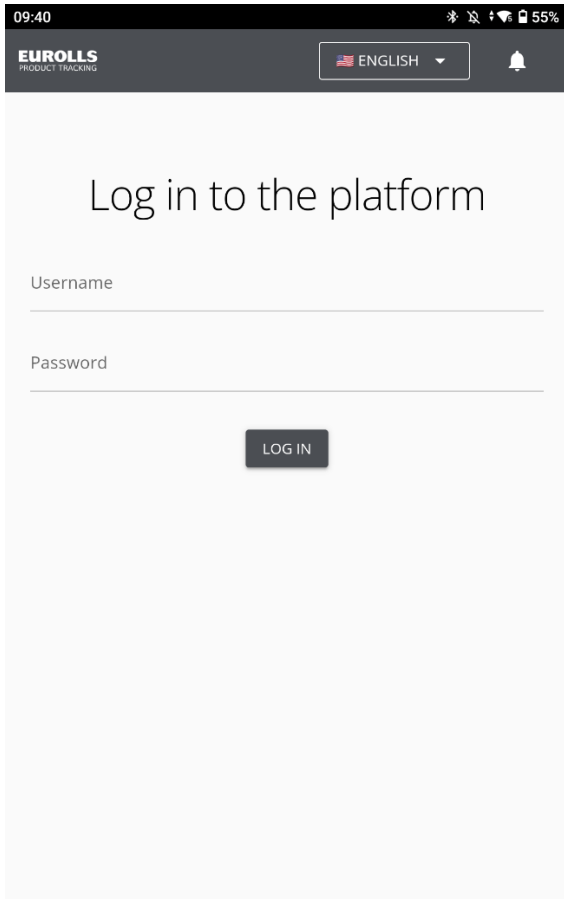 09:40
55%
EUROLLS
PRODUCT TRACKING
ENGLISH
Log in to the platform
Username
Password
LOG IN